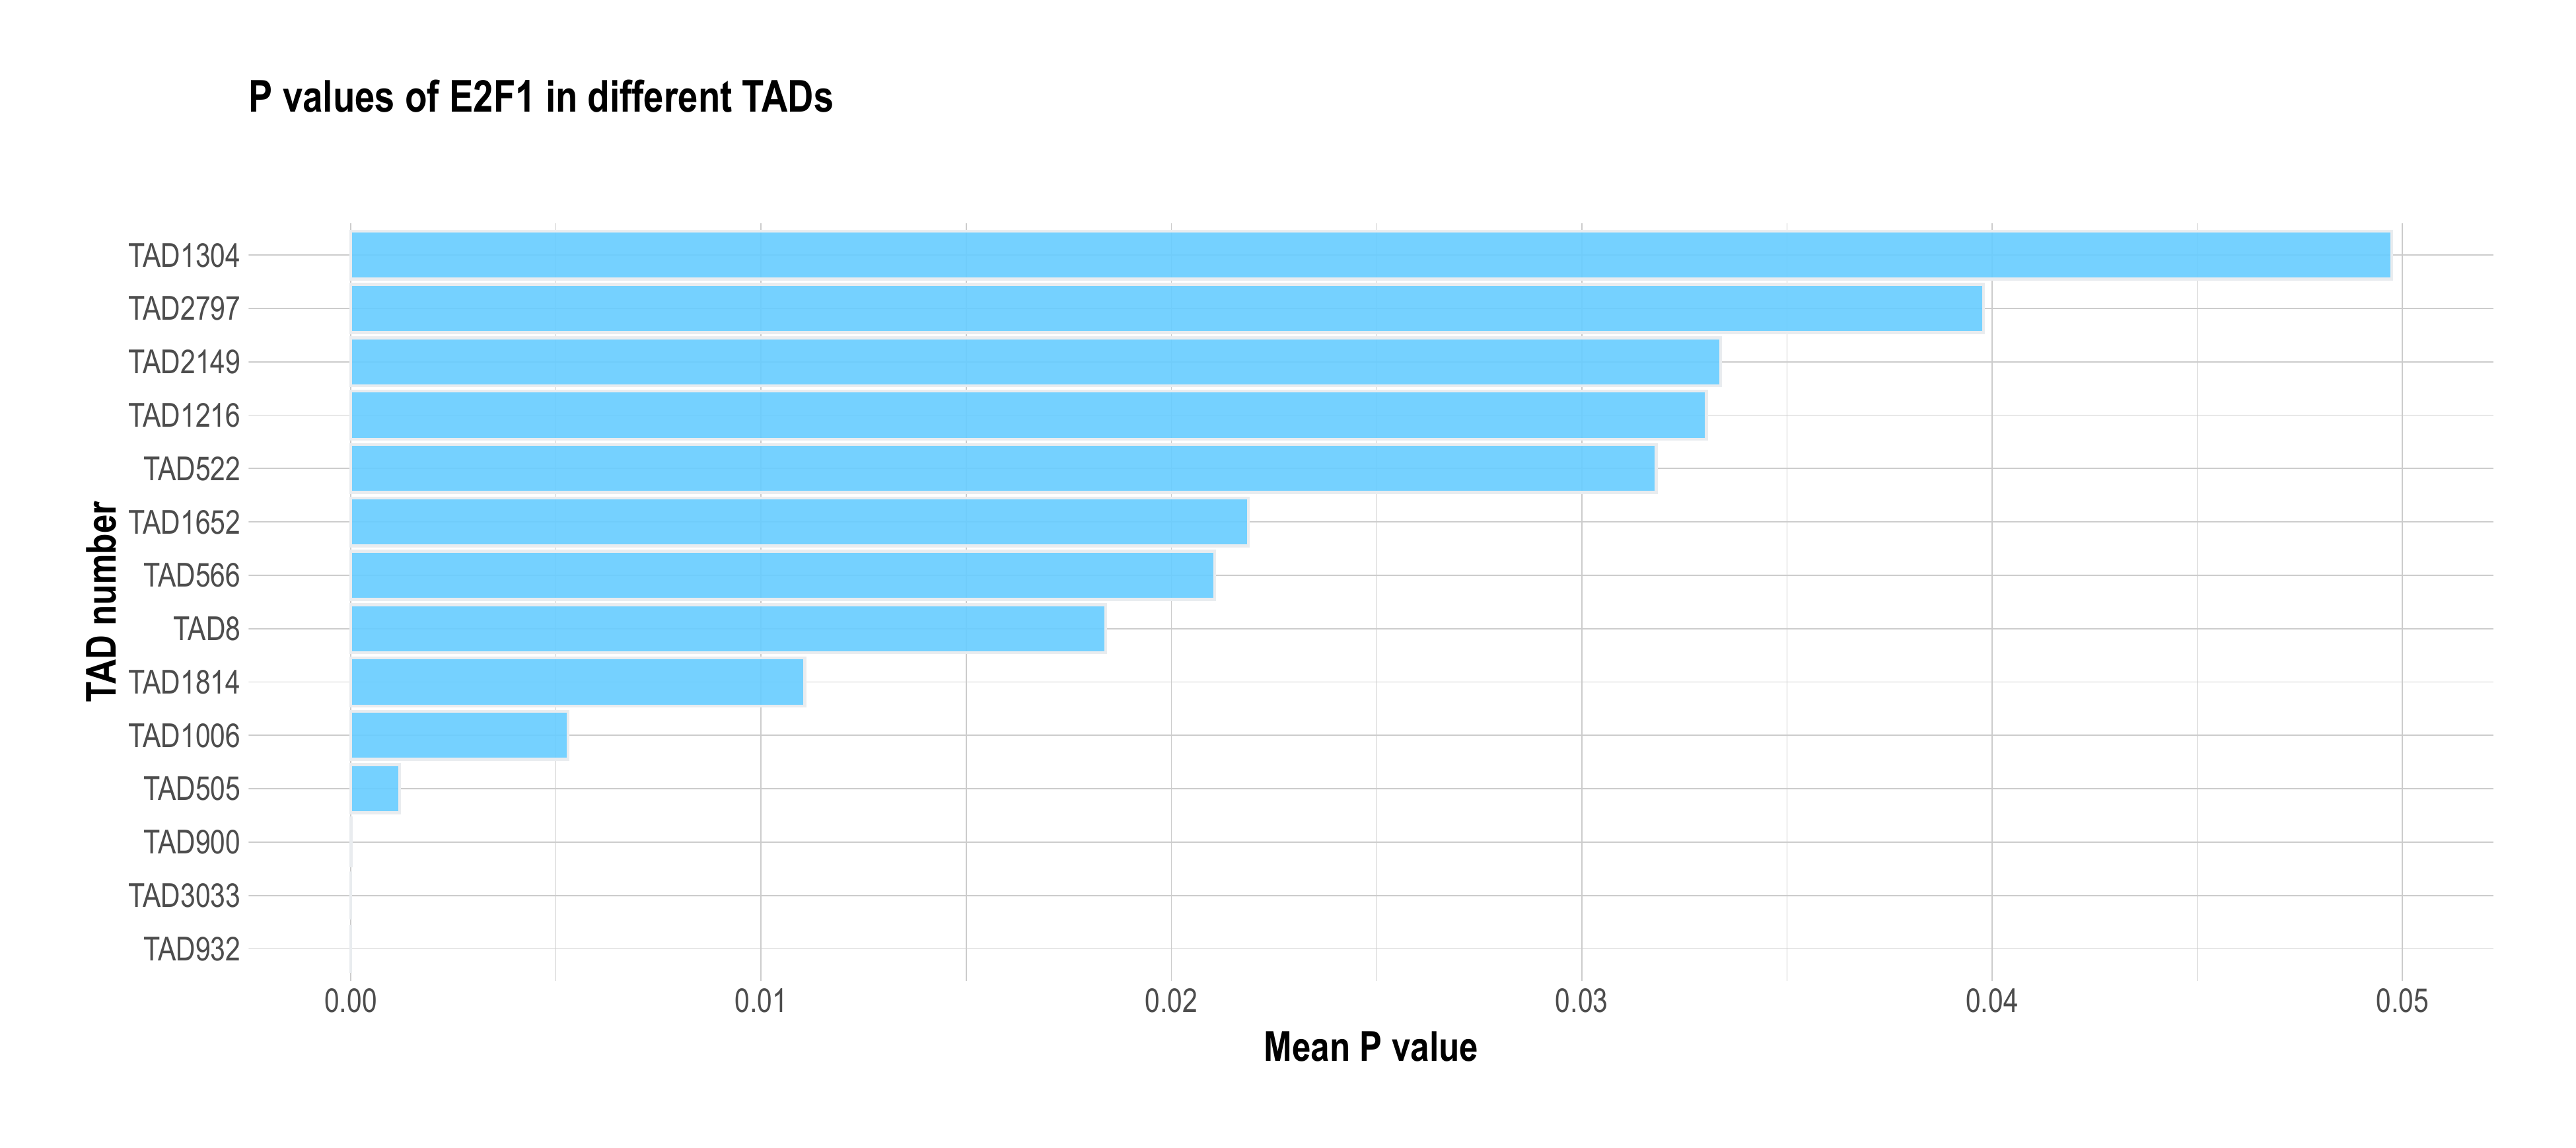 P values of E2F1 in different TADs
TAD1304
TAD2797
TAD2149
TAD1216
TAD522
TAD1652
TAD566
TAD8
TAD1814
TAD1006
TAD505
TAD900
TAD3033
TAD932
TAD number
0.00 0.01 0.02 0.03 0.04 0.05
Mean P value